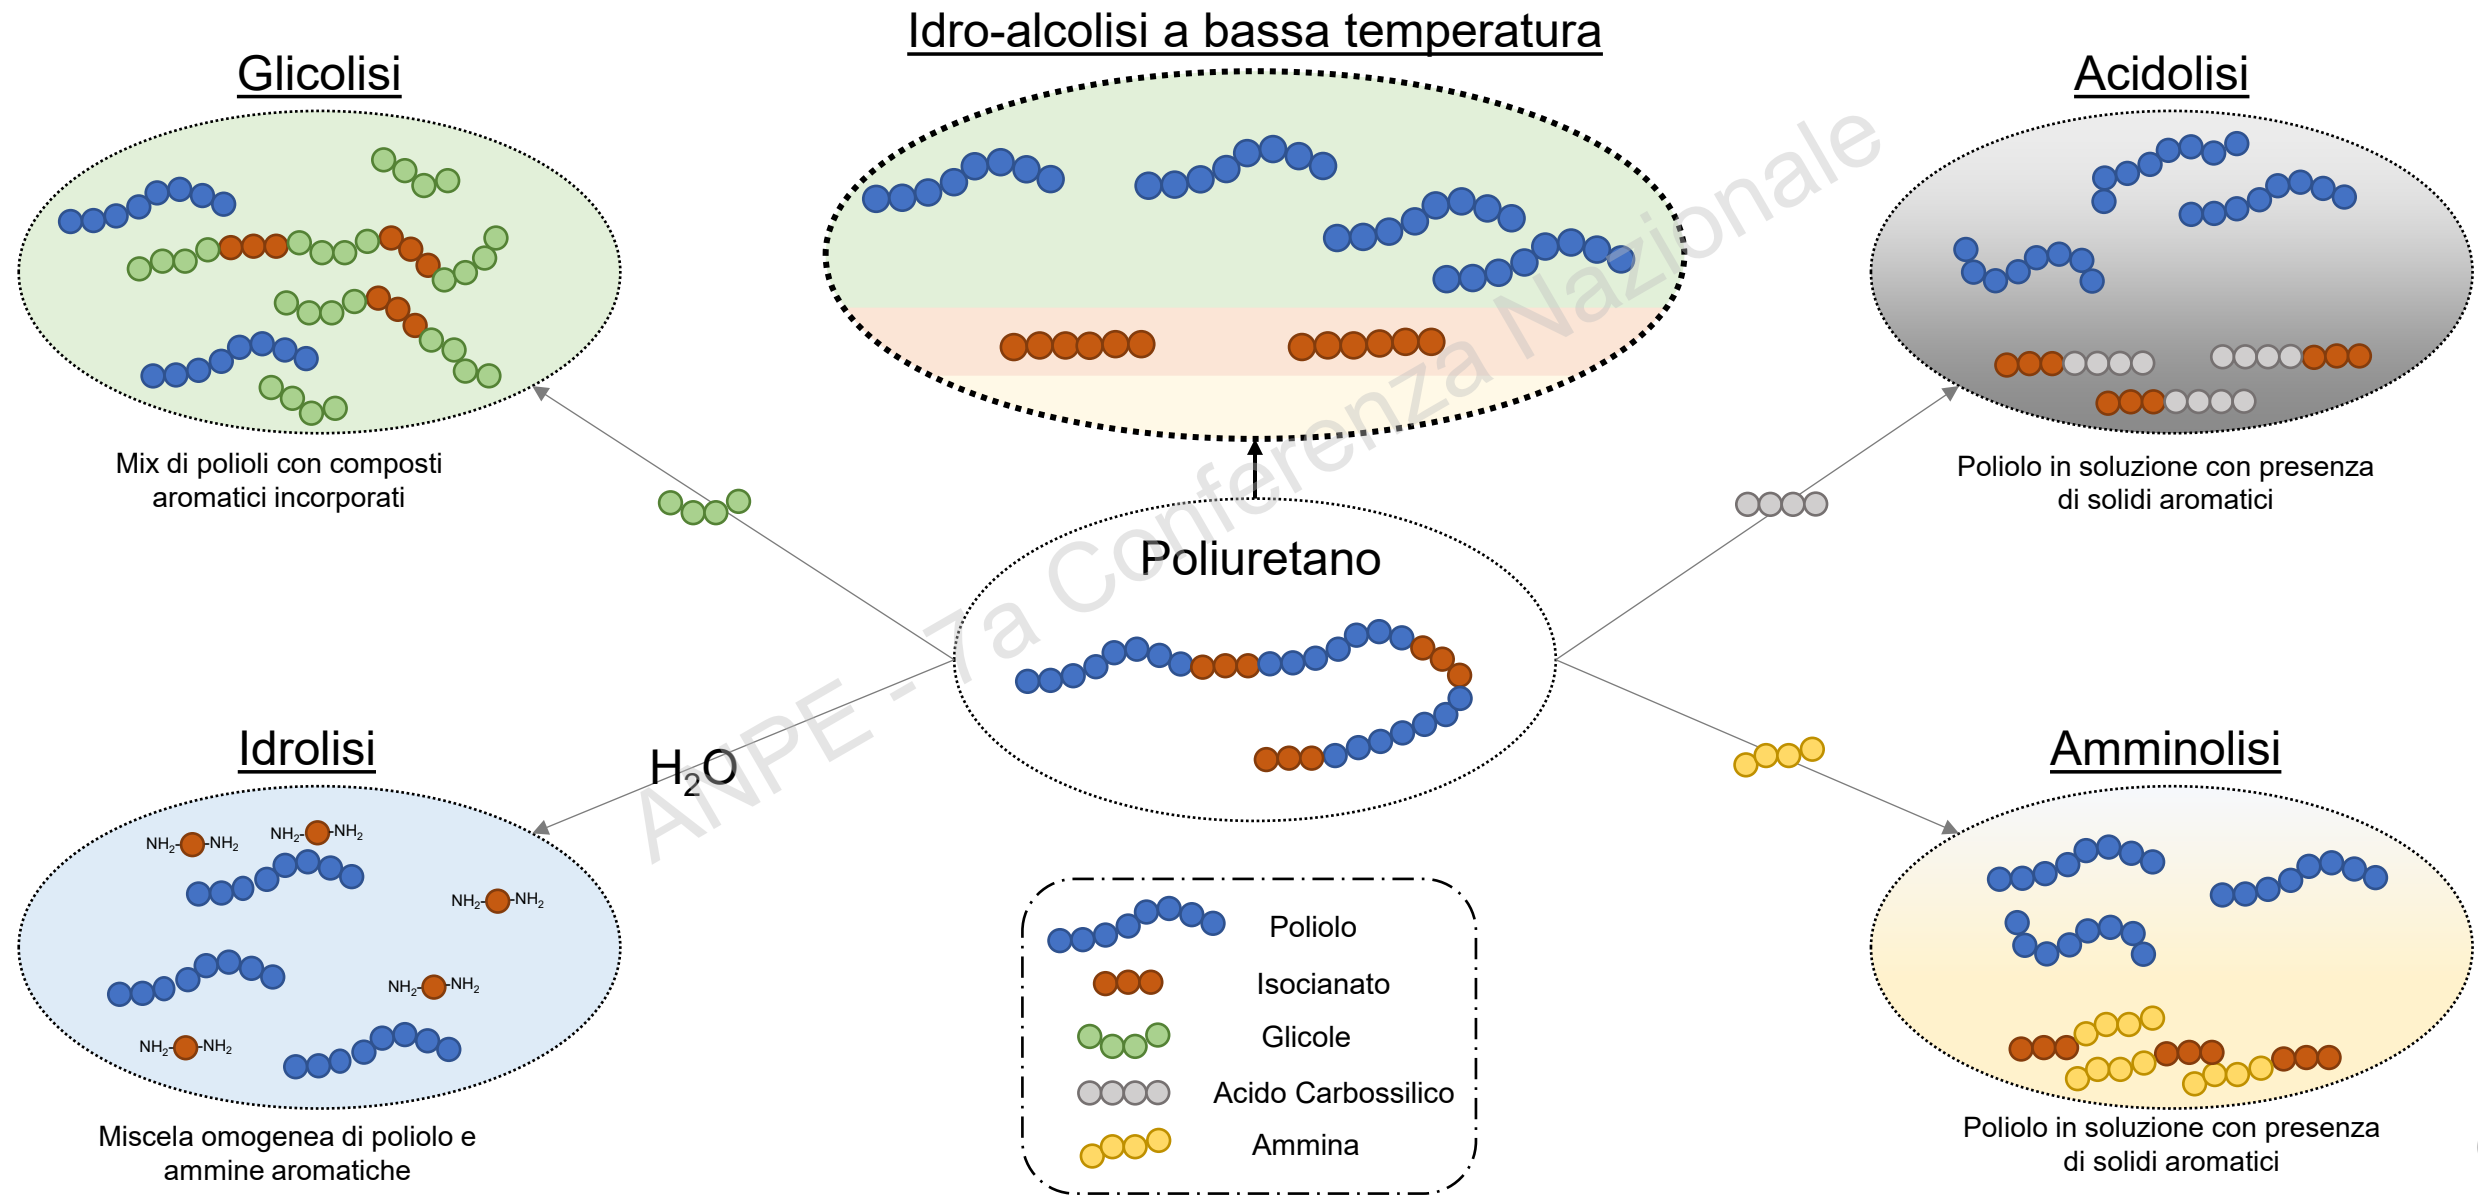 Idro-alcolisi a bassa temperatura
Glicolisi
Acidolisi
Mix di polioli con composti
aromatici incorporati
Poliolo in soluzione con presenza
di solidi aromatici
Poliuretano
ANPE - 7a Conferenza Nazionale
Idrolisi
H₂O
Amminolisi
NH₂- -NH₂
NH₂- -NH₂
NH₂- -NH₂
NH₂- -NH₂
NH₂- -NH₂
Miscela omogenea di poliolo e
ammine aromatiche
Poliolo
Isocianato
Glicole
Acido Carbossilico
Ammina
Poliolo in soluzione con presenza
di solidi aromatici